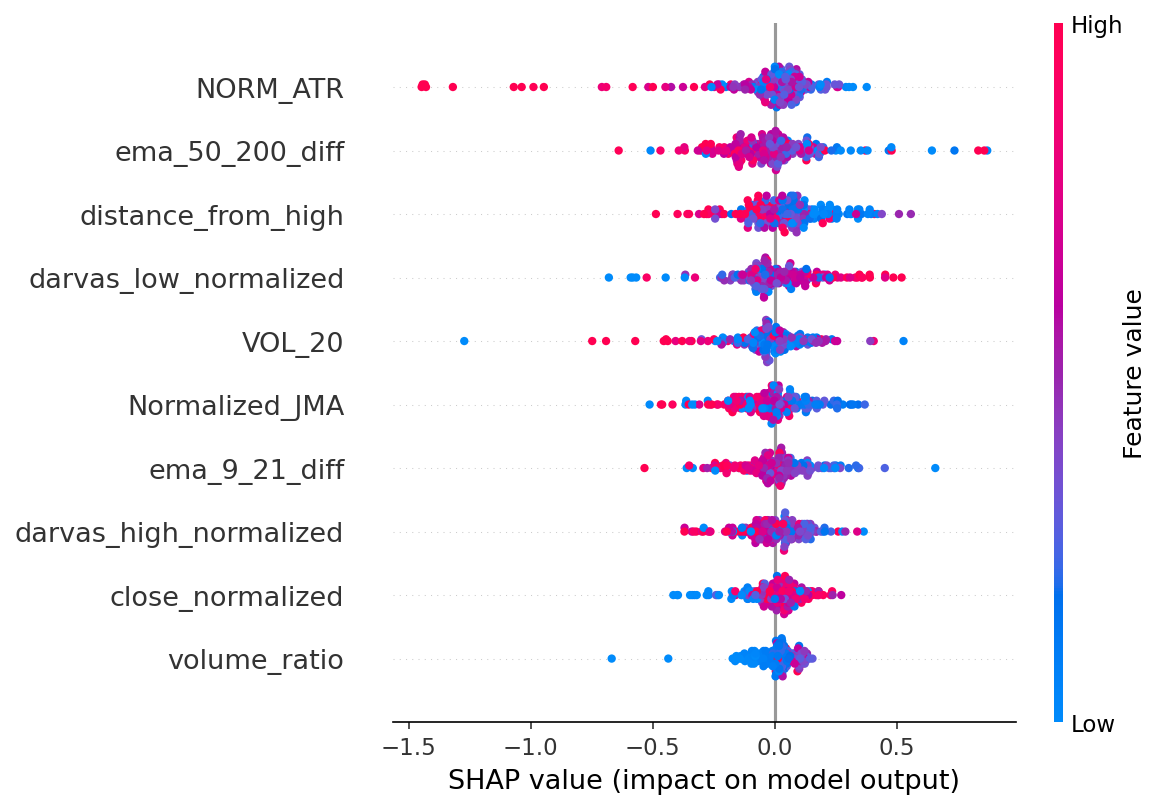 High
NORM_ATR
ema_50_200_diff
distance_from_high
darvas_low_normalized
VOL_20
Normalized_JMA
ema_9_21_diff
darvas_high_normalized
close_normalized
volume_ratio
Feature value
Low
−1.5 −1.0 −0.5 0.0 0.5
SHAP value (impact on model output)